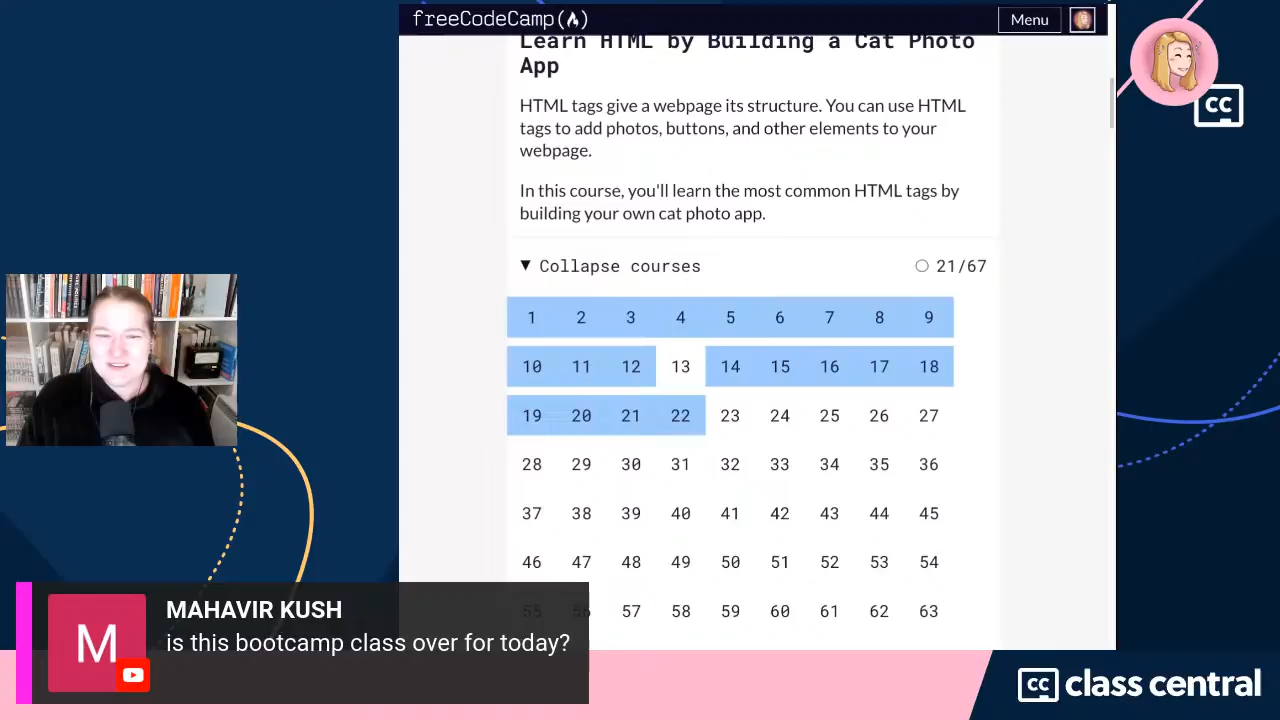 freeCodeCamp
Menu
Learn HTML by Building a Cat Photo
App
HTML tags give a webpage its structure. You can use HTML
tags to add photos, buttons, and other elements to your
webpage.
In this course, you'll learn the most common HTML tags by
building your own cat photo app.
Collapse courses 21/67
1 2 3 4 5 6 7 8 9
10 11 12 13 14 15 16 17 18
19 20 21 22 23 24 25 26 27
28 29 30 31 32 33 34 35 36
37 38 39 40 41 42 43 44 45
46 47 48 49 50 51 52 53 54
55 56 57 58 59 60 61 62 63
M
MAHAVIR KUSH
is this bootcamp class over for today?
cc
cc class central